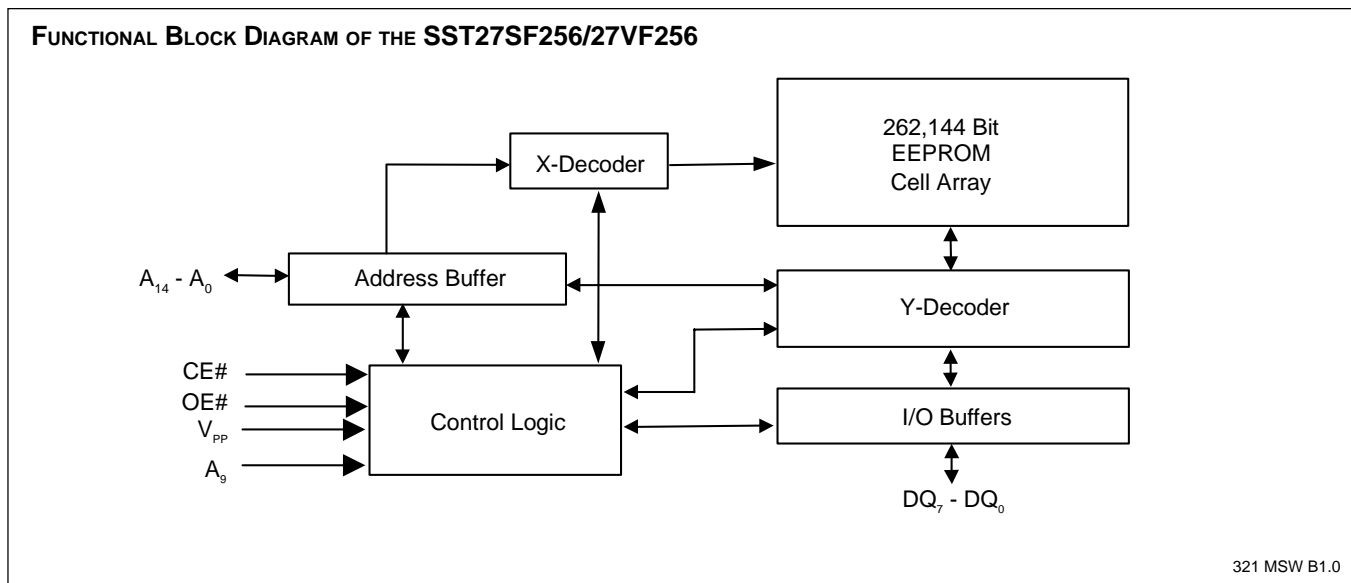 FUNCTIONAL BLOCK DIAGRAM OF THE SST27SF256/27VF256
262,144 Bit
EEPROM
Cell Array
X-Decoder
A14 - A0
Address Buffer
Y-Decoder
CE#
OE#
VPP
A9
Control Logic
I/O Buffers
DQ7 - DQ0
321 MSW B1.0